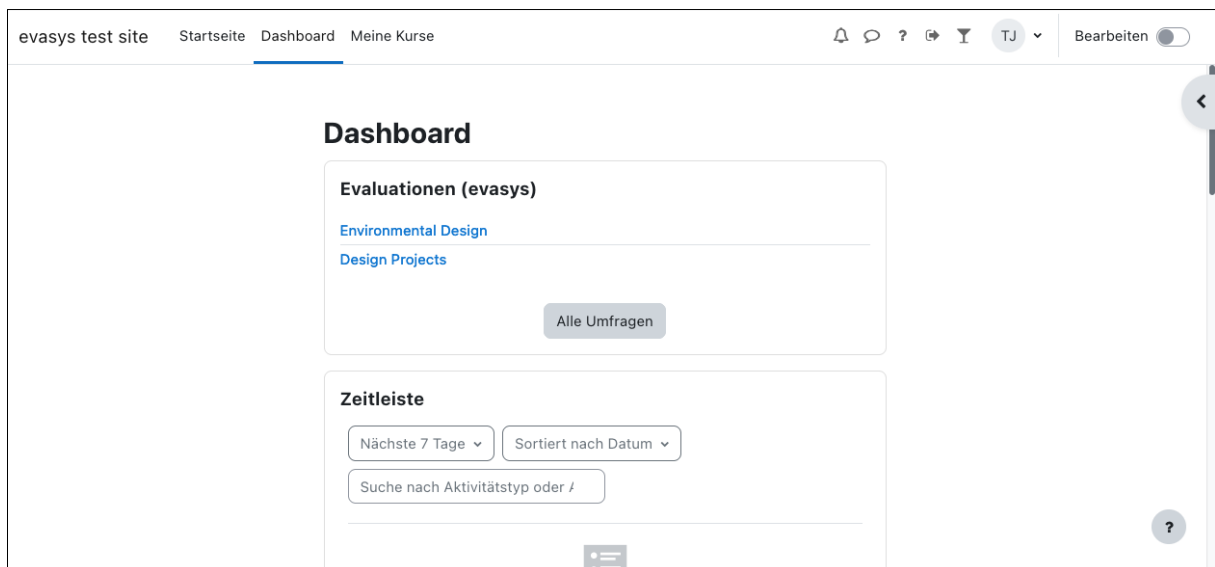 evasys test site Startseite Dashboard Meine Kurse ? TJ Bearbeiten
Dashboard
Evaluationen (evasys)
Environmental Design
Design Projects
Alle Umfragen
Zeitleiste
Nächste 7 Tage Sortiert nach Datum
Suche nach Aktivitätstyp oder
?